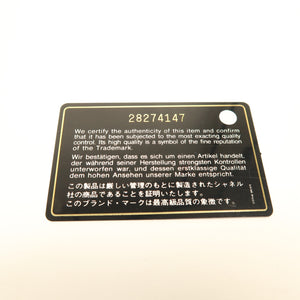 28274147
We certify the authenticity of this item and confirm
that it has been subjected to the most exacting quality
control. Its high quality is a symbol of the fine reputation
of the Trademark.
Wir bestätigen, dass es sich um einen Artikel handelt,
der während seiner Herstellung strengsten Kontrollen
unterworfen war, und dessen erstklassige Qualität
dem hohen Ansehen unserer Marke entspricht.
この製品は厳しい管理のもとに製造されたシャネル
社の商品であることを証明いたします。
このブランド・マークは最高級品質の象徴です。